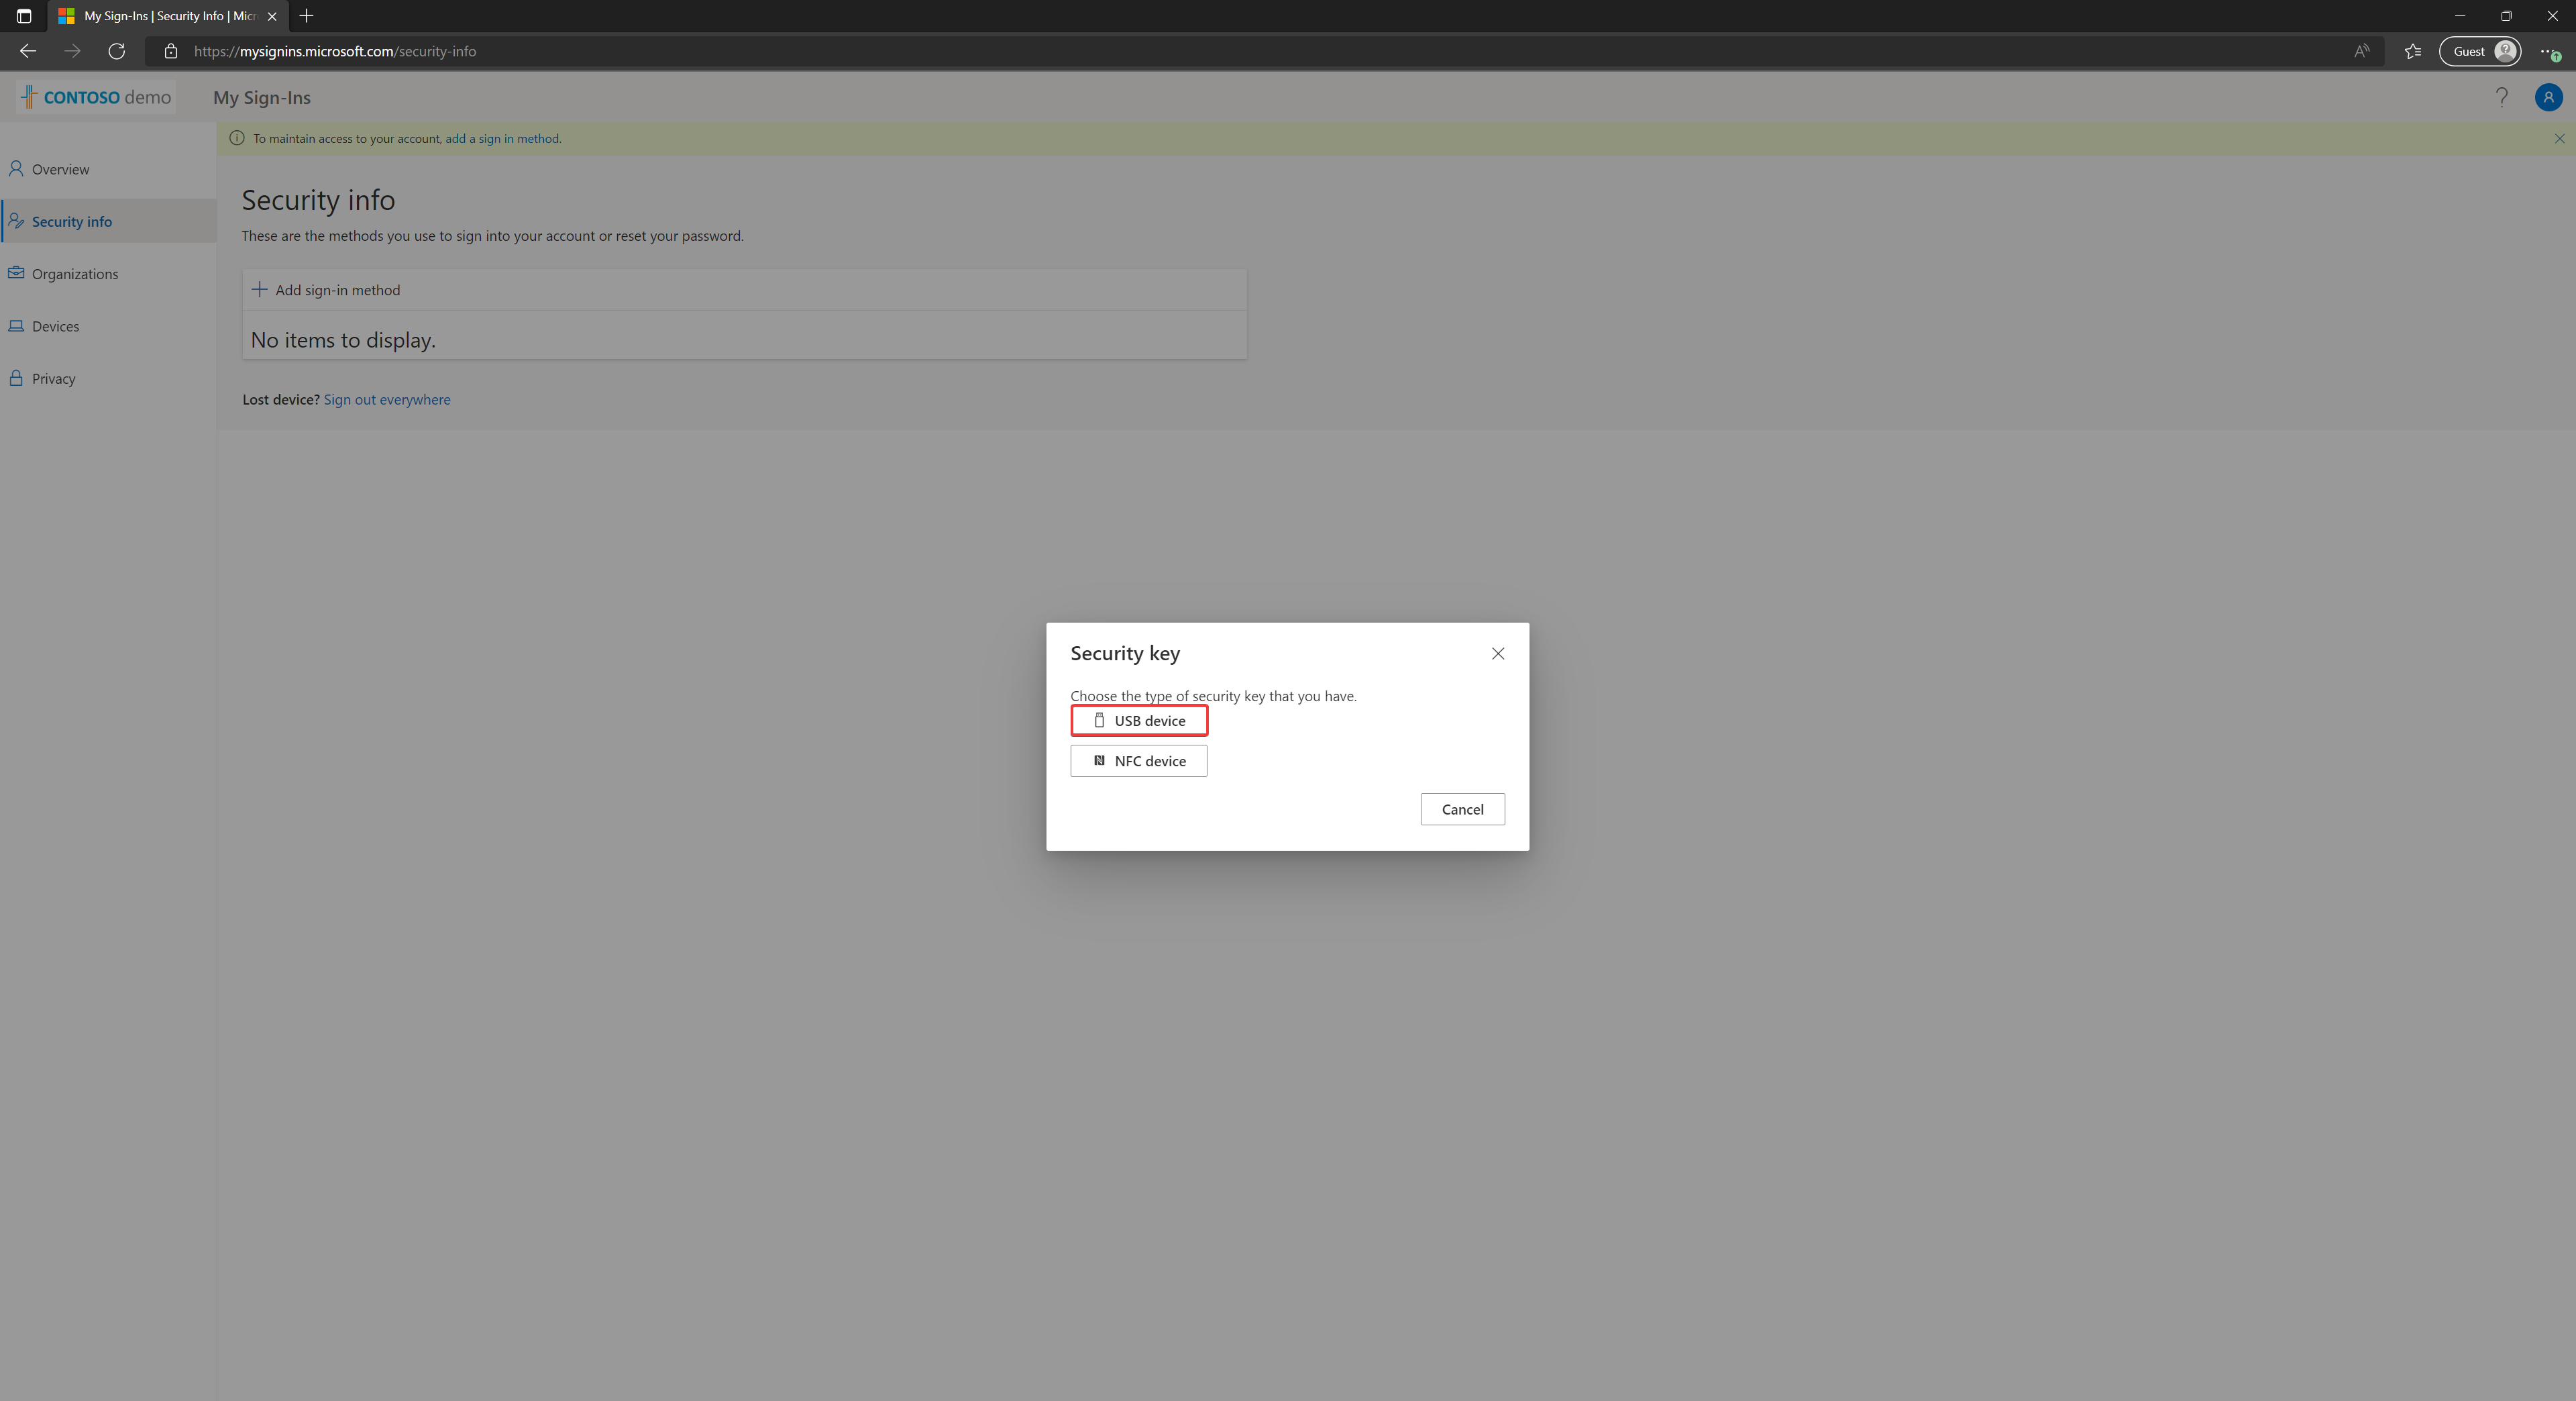 My Sign-Ins | Security Info | Micr
https://mysignins.microsoft.com/security-info
Guest
CONTOSO demo
My Sign-Ins
To maintain access to your account, add a sign in method.
Overview
Security info
Organizations
Devices
Privacy
Security info
These are the methods you use to sign into your account or reset your password.
Add sign-in method
No items to display.
Lost device? Sign out everywhere
Security key
Choose the type of security key that you have.
USB device
NFC device
Cancel